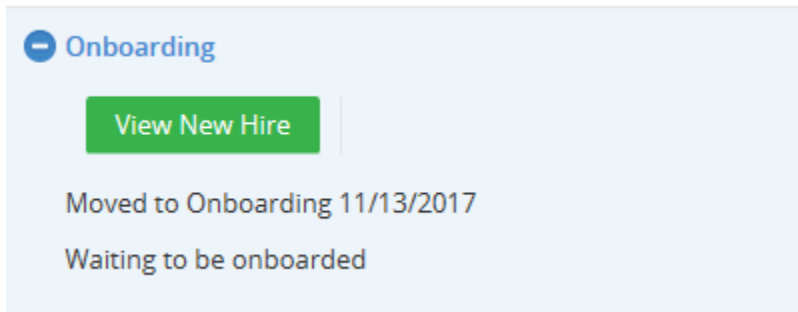 Onboarding
View New Hire
Moved to Onboarding 11/13/2017
Waiting to be onboarded